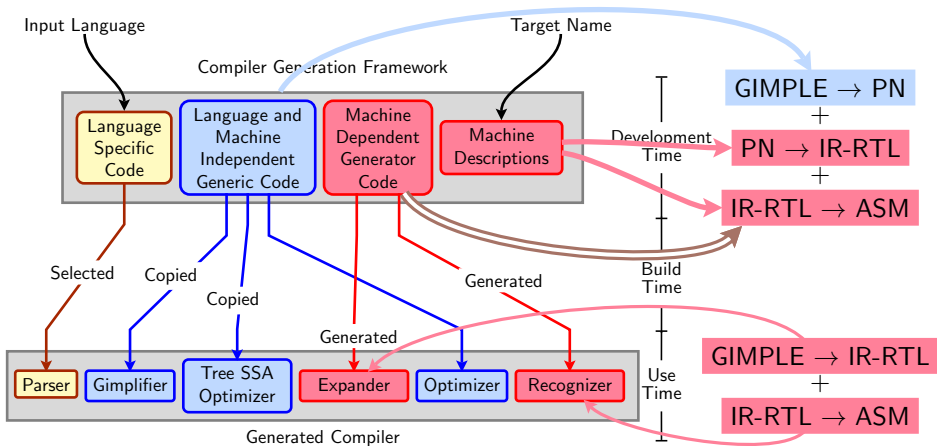 Input Language
Target Name
Compiler Generation Framework
Language
Specific
Code
Language and
Machine
Independent
Generic Code
Machine
Dependent
Generator
Code
Machine
Descriptions
Development
Time
GIMPLE → PN
+
PN → IR-RTL
+
IR-RTL → ASM
Selected
Copied
Copied
Generated
Generated
Build
Time
Parser
Gimplifier
Tree SSA
Optimizer
Expander
Optimizer
Recognizer
Use
Time
GIMPLE → IR-RTL
+
IR-RTL → ASM
Generated Compiler